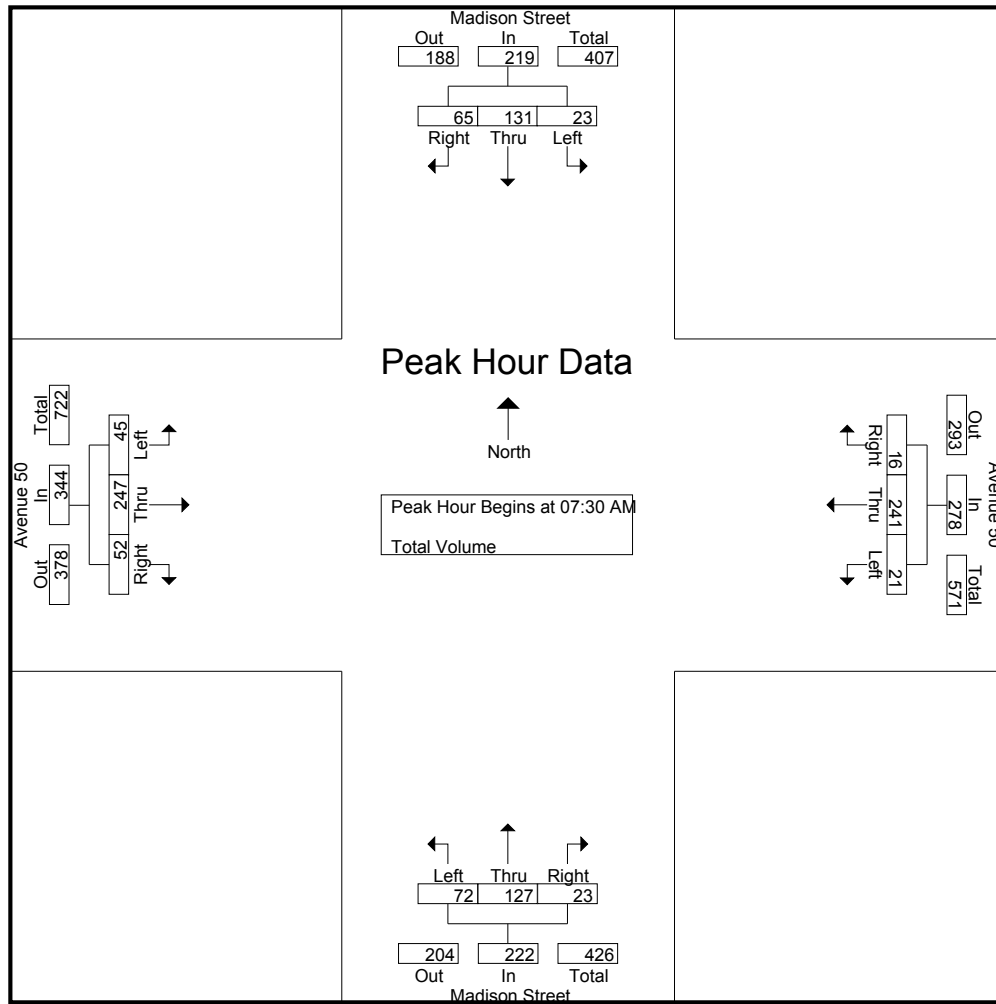 Madison Street
Out In Total
188 219 407
65 131 23
Right Thru Left
Peak Hour Data
North
Peak Hour Begins at 07:30 AM
Total Volume
Avenue 50
Out In Total
378 344 722
Left Thru Right
45 247 52
Avenue 50
Out In Total
293 278 571
Right Thru Left
16 241 21
Left Thru Right
72 127 23
204 222 426
Out In Total
Madison Street